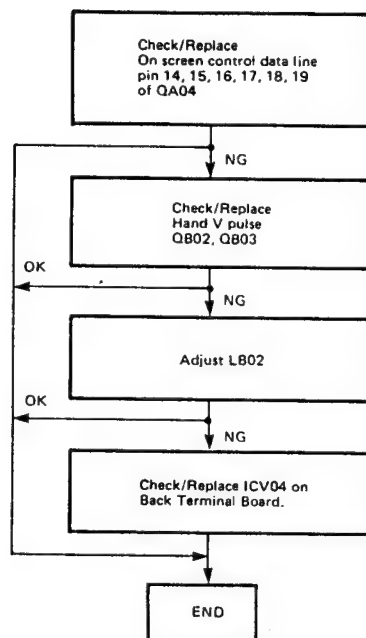 Check/Replace
On screen control data line
pin 14, 15, 16, 17, 18, 19
of QA04
NG
Check/Replace
Hand V pulse
QB02, QB03
OK
NG
Adjust LB02
OK
NG
Check/Replace ICV04 on
Back Terminal Board.
END